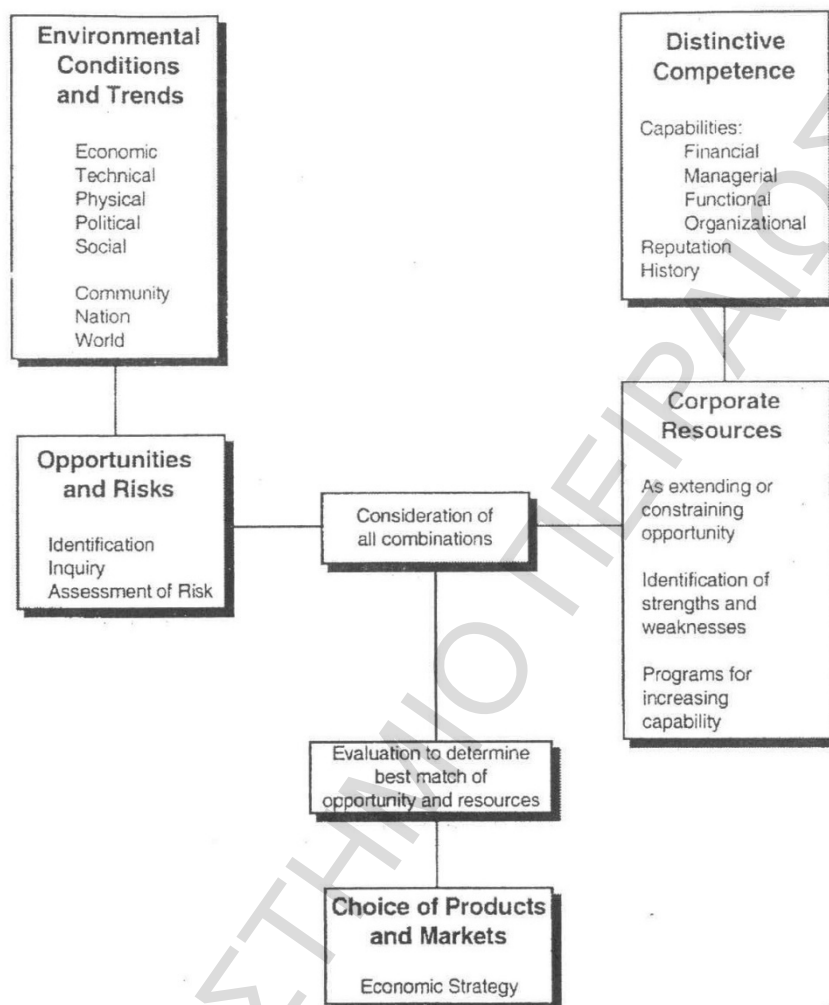 Environmental
Conditions
and Trends
Economic
Technical
Physical
Political
Social
Community
Nation
World
Distinctive
Competence
Capabilities:
Financial
Managerial
Functional
Organizational
Reputation
History
Opportunities
and Risks
Identification
Inquiry
Assessment of Risk
Consideration of
all combinations
Corporate
Resources
As extending or
constraining
opportunity
Identification of
strengths and
weaknesses
Programs for
increasing
capability
Evaluation to determine
best match of
opportunity and resources
Choice of Products
and Markets
Economic Strategy
ΣΤΗΜΙΟ ΠΕΙΡΑΙΩΣ